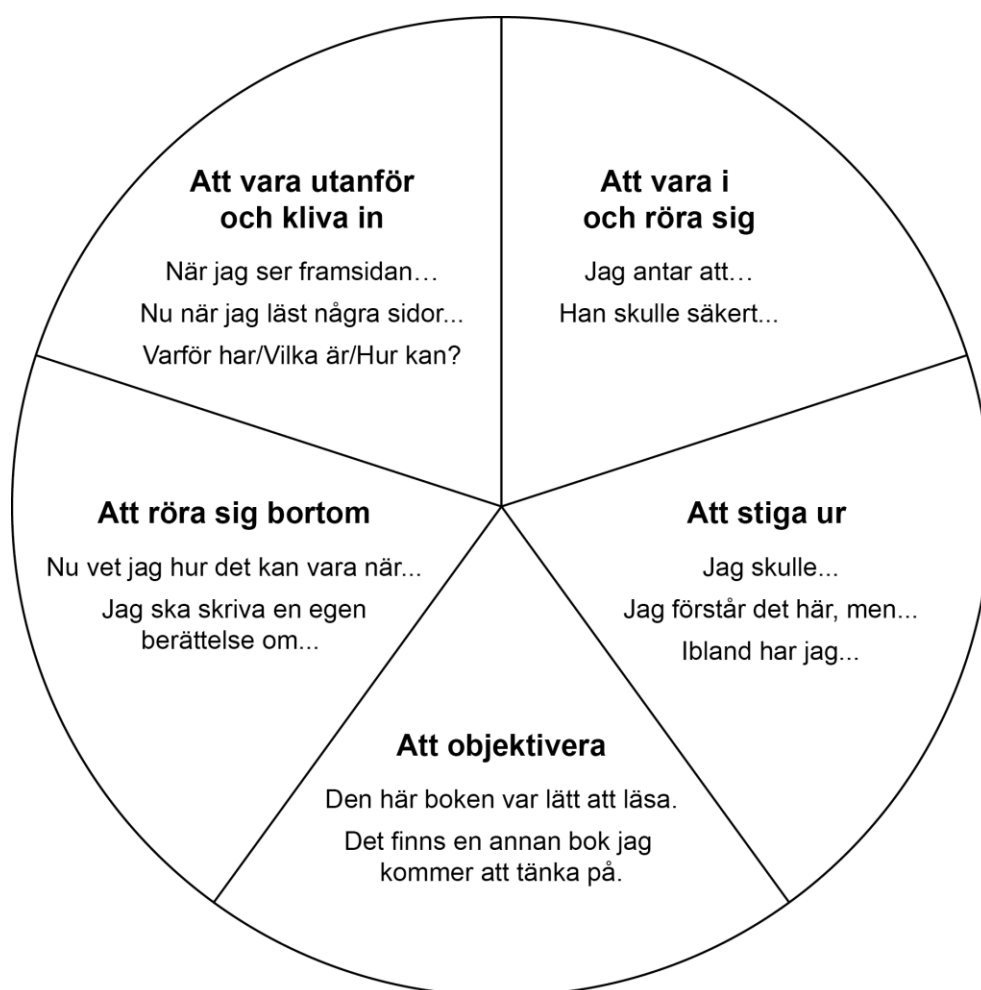 Att vara utanför
och kliva in
När jag ser framsidan…
Nu när jag läst några sidor...
Varför har/Vilka är/Hur kan?
Att vara i
och röra sig
Jag antar att…
Han skulle säkert...
Att stiga ur
Jag skulle...
Jag förstår det här, men...
Ibland har jag...
Att objektivera
Den här boken var lätt att läsa.
Det finns en annan bok jag
kommer att tänka på.
Att röra sig bortom
Nu vet jag hur det kan vara när...
Jag ska skriva en egen
berättelse om...